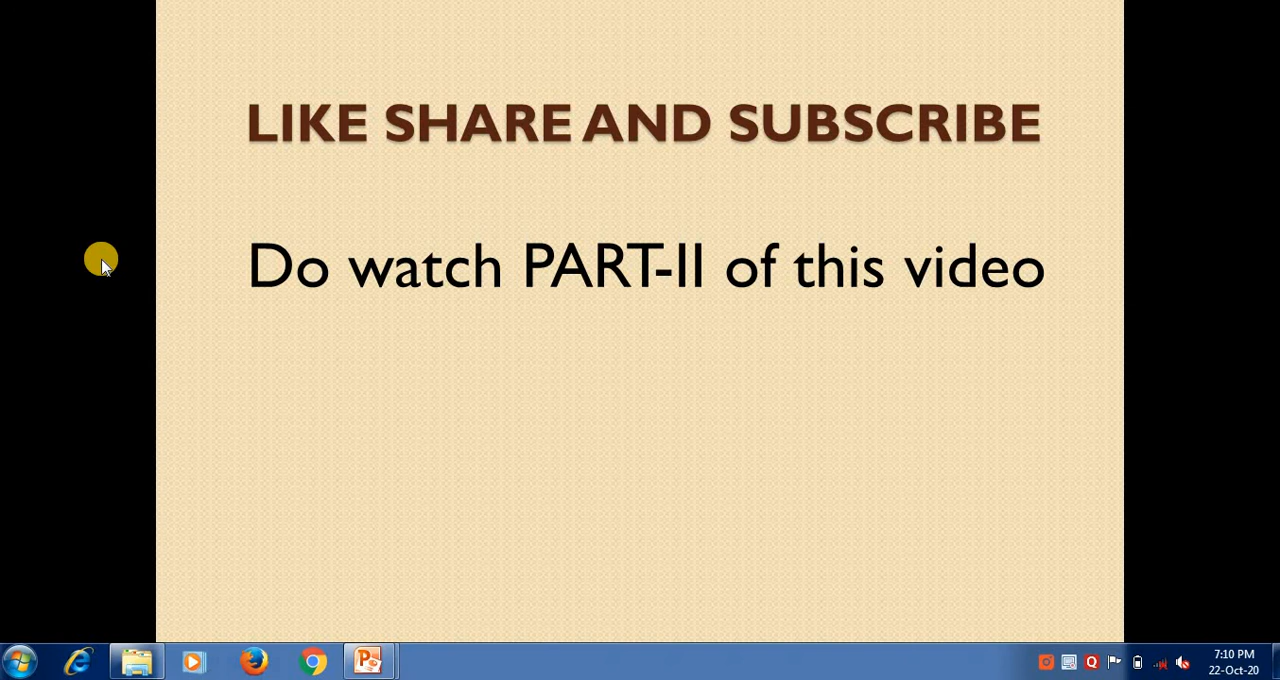 LIKE SHARE AND SUBSCRIBE
Do watch PART-II of this video
7:10 PM
22-Oct-20